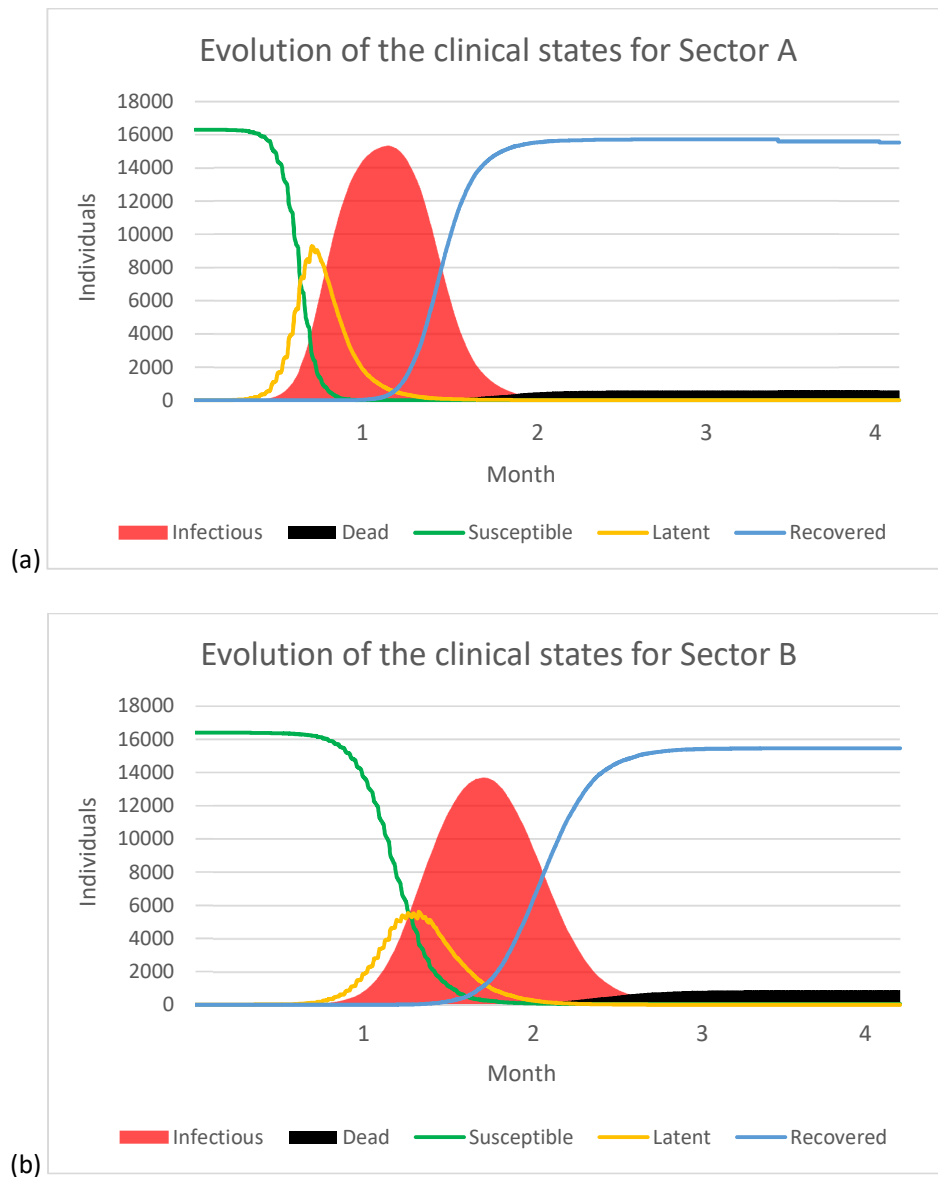 Evolution of the clinical states for Sector A
18000
16000
14000
12000
10000
8000
6000
4000
2000
0
Individuals
1 2 3 4
Month
Infectious Dead Susceptible Latent Recovered
(a)
Evolution of the clinical states for Sector B
18000
16000
14000
12000
10000
8000
6000
4000
2000
0
Individuals
1 2 3 4
Month
Infectious Dead Susceptible Latent Recovered
(b)